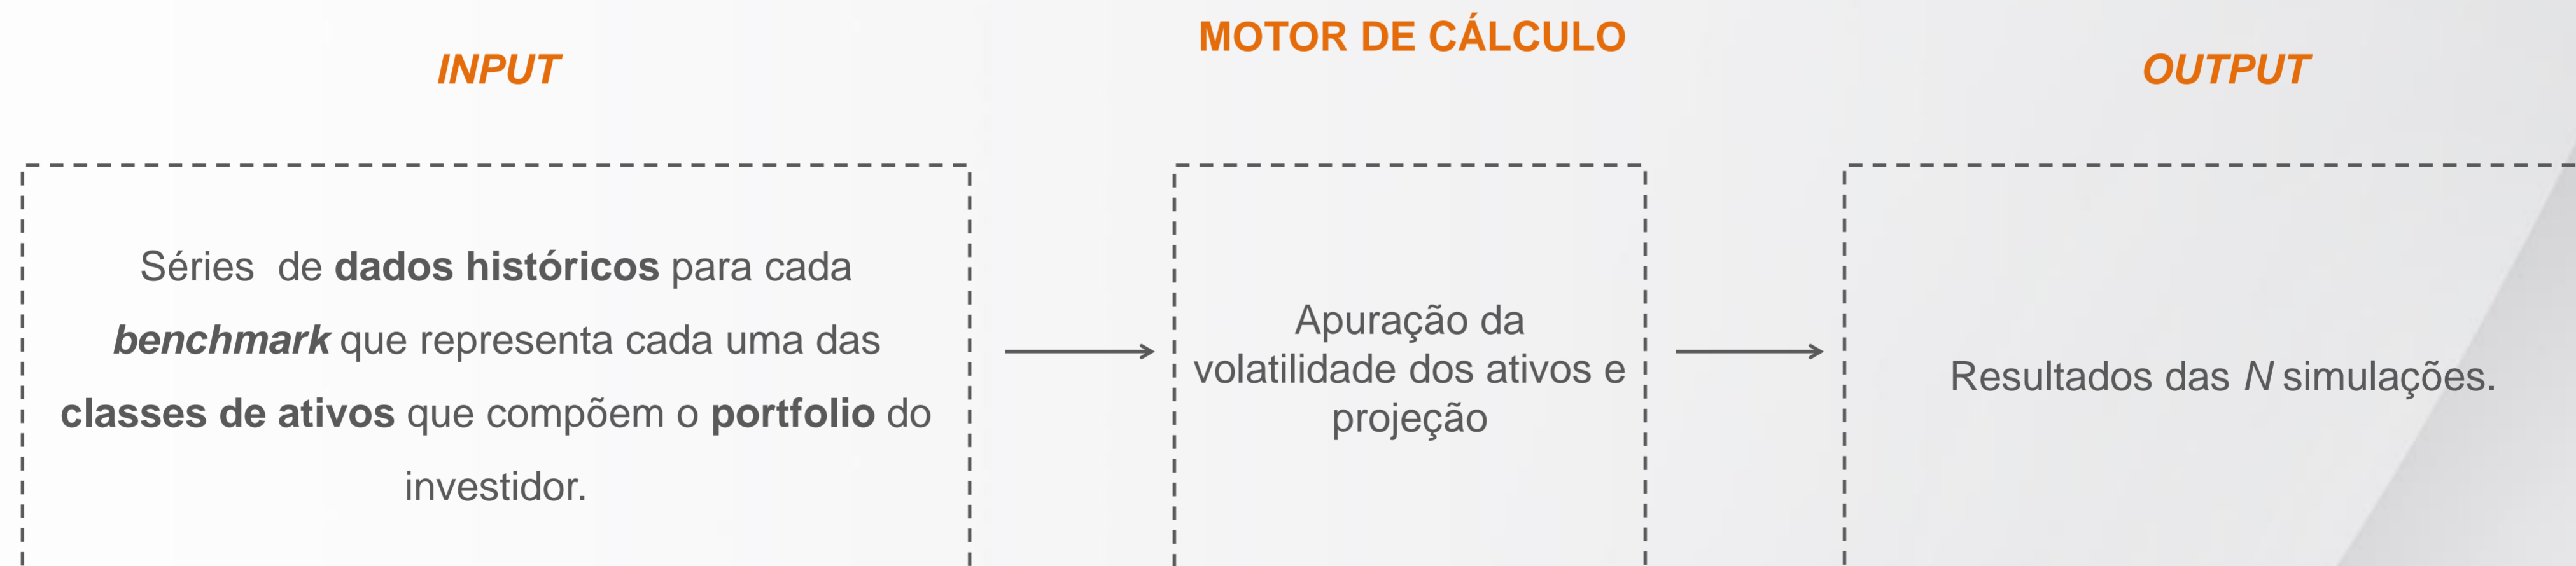 INPUT
MOTOR DE CÁLCULO
OUTPUT
Séries de dados históricos para cada
benchmark que representa cada uma das
classes de ativos que compõem o portfolio do
investidor.
Apuração da
volatilidade dos ativos e
projeção
Resultados das N simulações.